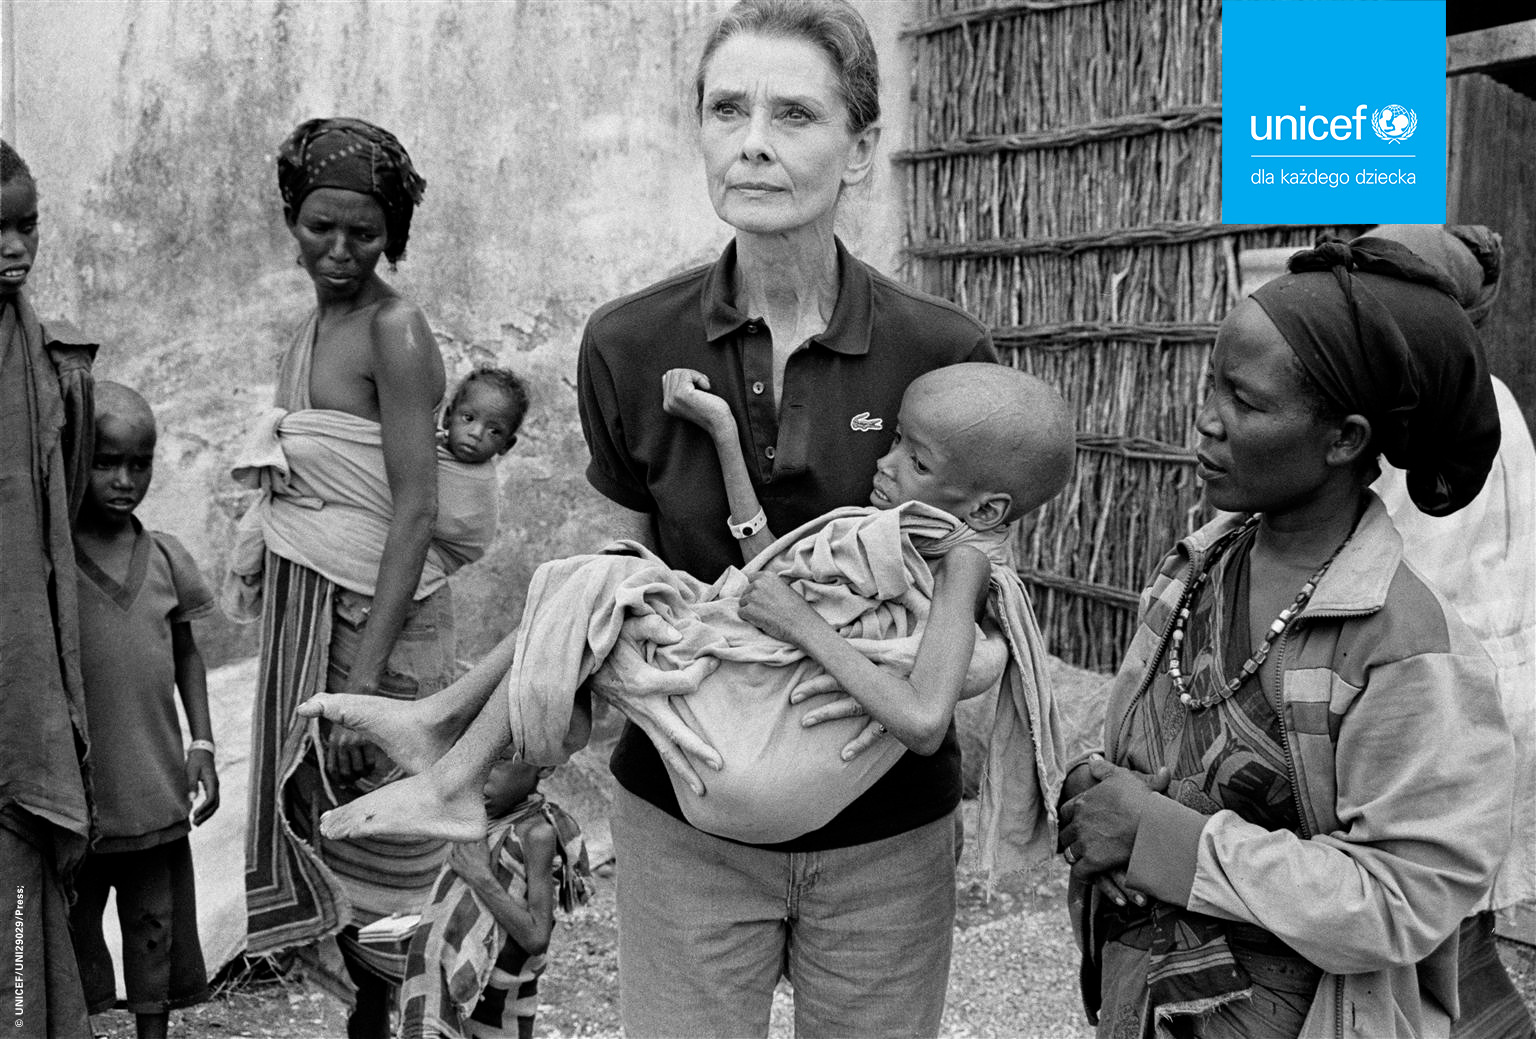 unicef
dla każdego dziecka
© UNICEF/UNI29029/Press;